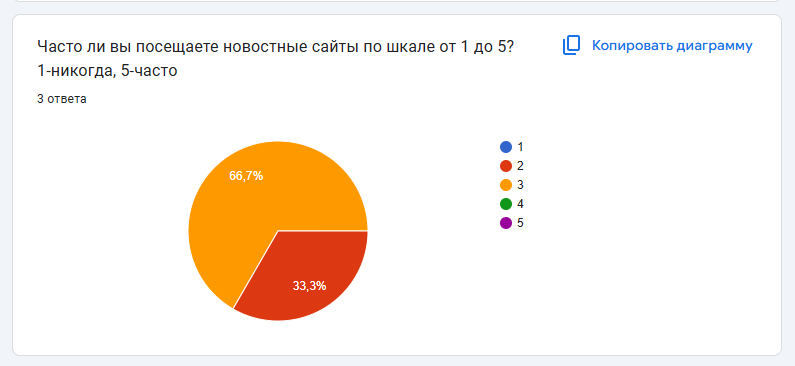 Часто ли вы посещаете новостные сайты по шкале от 1 до 5?
1-никогда, 5-часто
Копировать диаграмму
3 ответа
66,7%
33,3%
1
2
3
4
5